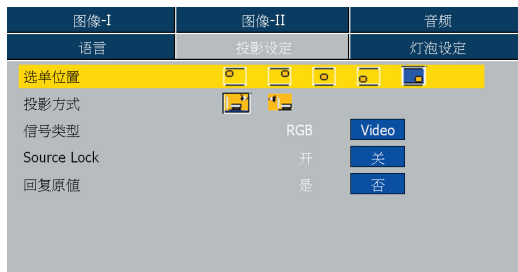 图像-I 图像-II 音频
语言 投影设定 灯泡设定
选单位置
投影方式
信号类型 RGB Video
Source Lock 开 关
回复原值 是 否